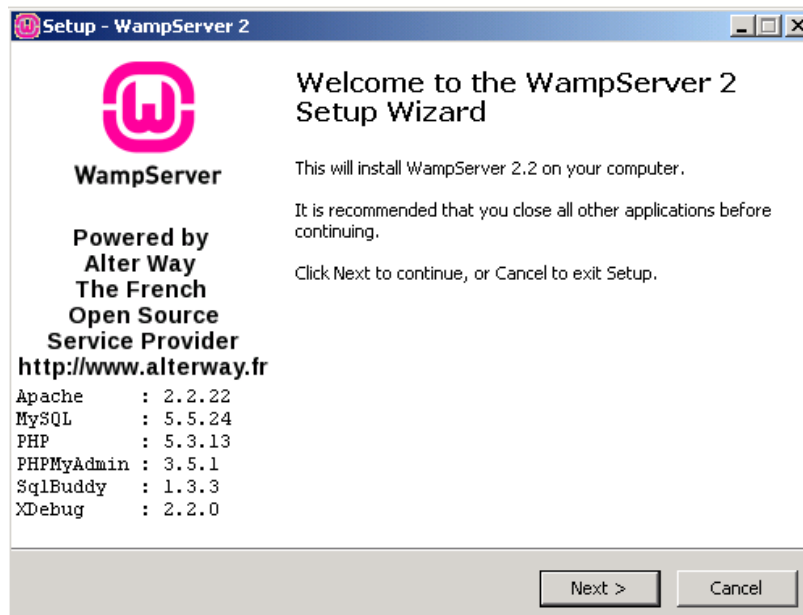 Setup - WampServer 2
WampServer
Powered by
Alter Way
The French
Open Source
Service Provider
http://www.alterway.fr
Apache : 2.2.22
MySQL : 5.5.24
PHP : 5.3.13
PHPMyAdmin : 3.5.1
SqlBuddy : 1.3.3
XDebug : 2.2.0
Welcome to the WampServer 2
Setup Wizard
This will install WampServer 2.2 on your computer.
It is recommended that you close all other applications before
continuing.
Click Next to continue, or Cancel to exit Setup.
Next >
Cancel